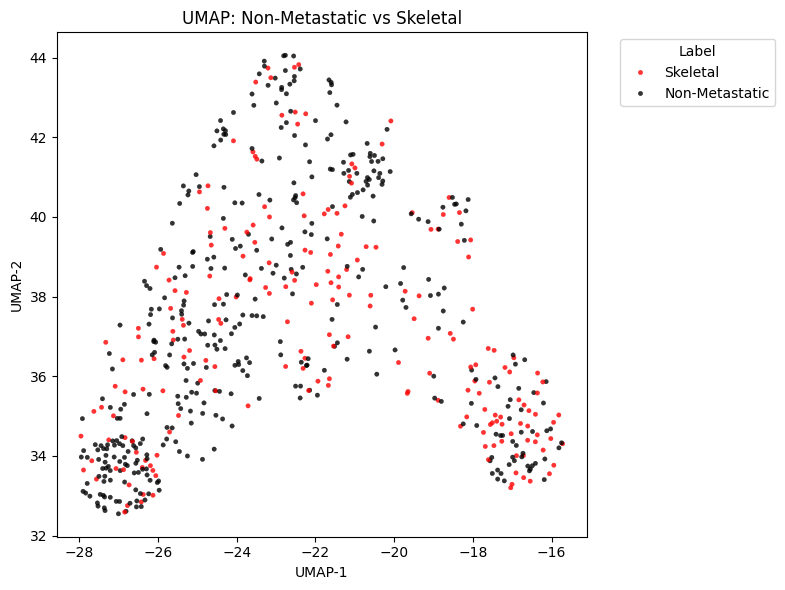 UMAP: Non-Metastatic vs Skeletal
Label
Skeletal
Non-Metastatic
UMAP-2
44
42
40
38
36
34
32
−28
−26
−24
−22
−20
−18
−16
UMAP-1